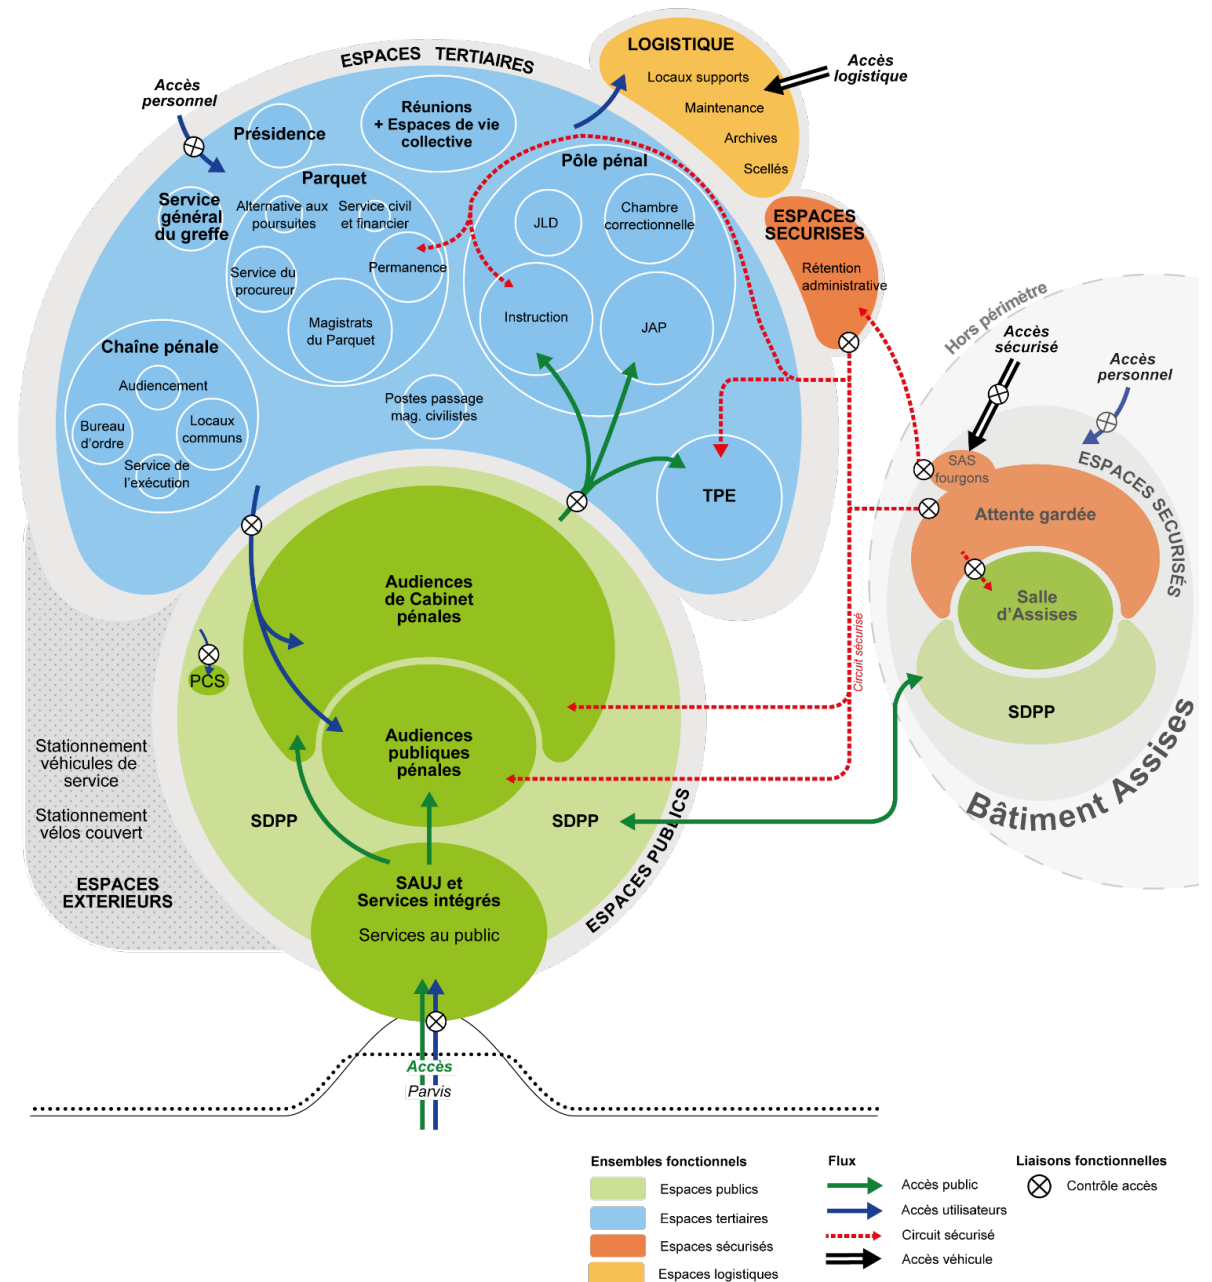 ESPACES TERTIAIRES
LOGISTIQUE
Locaux supports
Maintenance
Archives
Scellés
Accès
logistique
Accès
personnel
Présidence
Réunions
+ Espaces de vie
collective
Pôle pénal
Parquet
Service
général
du greffe
Alternative aux
poursuites
Service civil
et financier
Permanence
Service du
procureur
Magistrats
du Parquet
JLD
Chambre
correctionnelle
Instruction
JAP
ESPACES
SECURISES
Rétention
administrative
Chaîne pénale
Audiencement
Bureau
d'ordre
Locaux
communs
Service de
l'exécution
Postes passage
mag. civilistes
TPE
Hors périmètre
Accès
sécurisé
Accès
personnel
SAS
fourgons
ESPACES SECURISÉS
Attente gardée
Salle
d'Assises
SDPP
Bâtiment Assises
Circuit sécurisé
Audiences
de Cabinet
pénales
PCS
Audiences
publiques
pénales
SDPP
SDPP
ESPACES PUBLICS
Stationnement
véhicules de
service
Stationnement
vélos couvert
ESPACES
EXTERIEURS
SAUJ et
Services intégrés
Services au public
Accès
Parvis
Ensembles fonctionnels
Espaces publics
Espaces tertiaires
Espaces sécurisés
Espaces logistiques
Flux
Accès public
Accès utilisateurs
Circuit sécurisé
Accès véhicule
Liaisons fonctionnelles
Contrôle accès